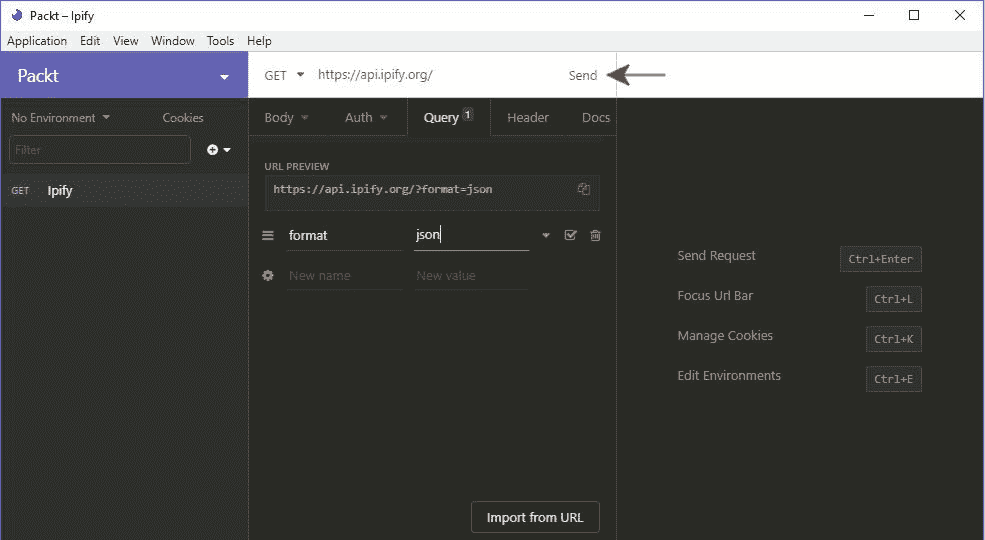 Packt – Ipify
Application Edit View Window Tools Help
Packt
GET https://api.ipify.org/ Send
No Environment Cookies
Filter
GET Ipify
Body Auth Query 1 Header Docs
URL PREVIEW
https://api.ipify.org/?format=json
format json
New name New value
Import from URL
Send Request Ctrl+Enter
Focus Url Bar Ctrl+L
Manage Cookies Ctrl+K
Edit Environments Ctrl+E